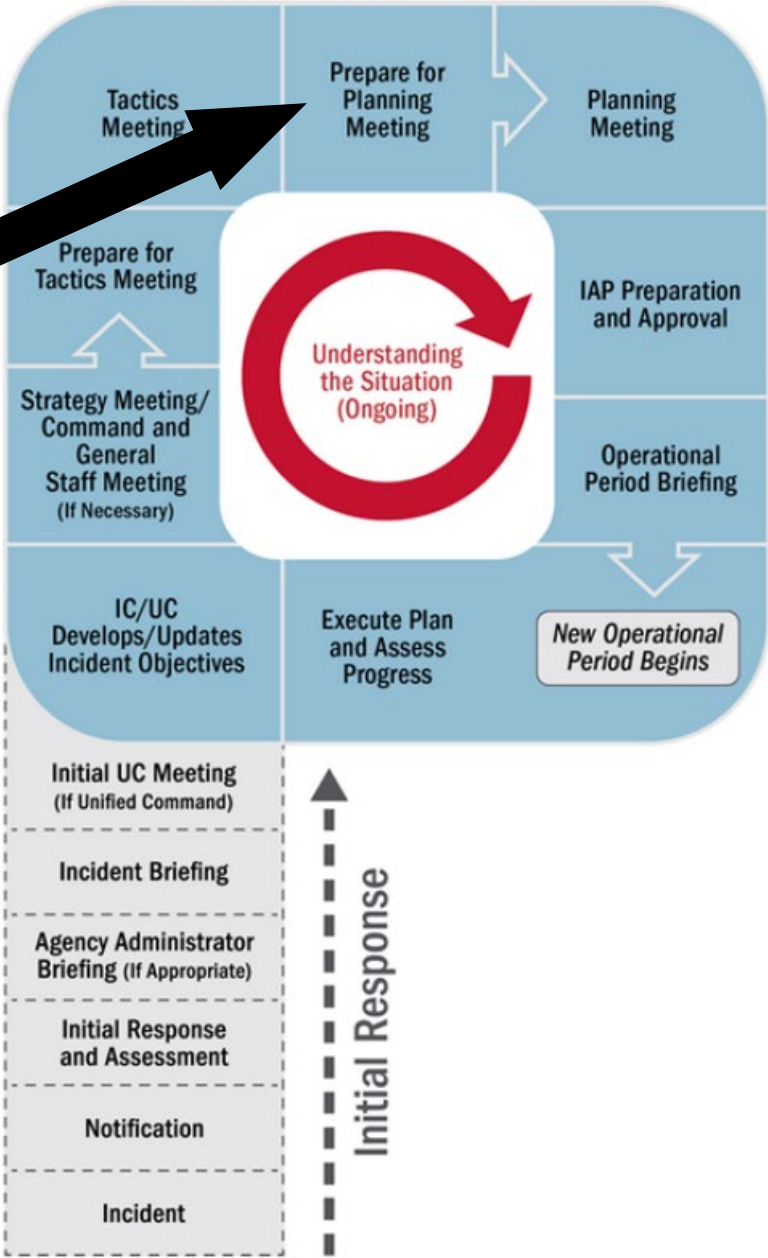 Tactics
Meeting
Prepare for
Planning
Meeting
Planning
Meeting
Prepare for
Tactics Meeting
IAP Preparation
and Approval
Understanding
the Situation
(Ongoing)
Strategy Meeting/
Command and
General
Staff Meeting
(If Necessary)
Operational
Period Briefing
IC/UC
Develops/Updates
Incident Objectives
Execute Plan
and Assess
Progress
New Operational
Period Begins
Initial UC Meeting
(If Unified Command)
Incident Briefing
Agency Administrator
Briefing (If Appropriate)
Initial Response
and Assessment
Notification
Incident
Initial Response